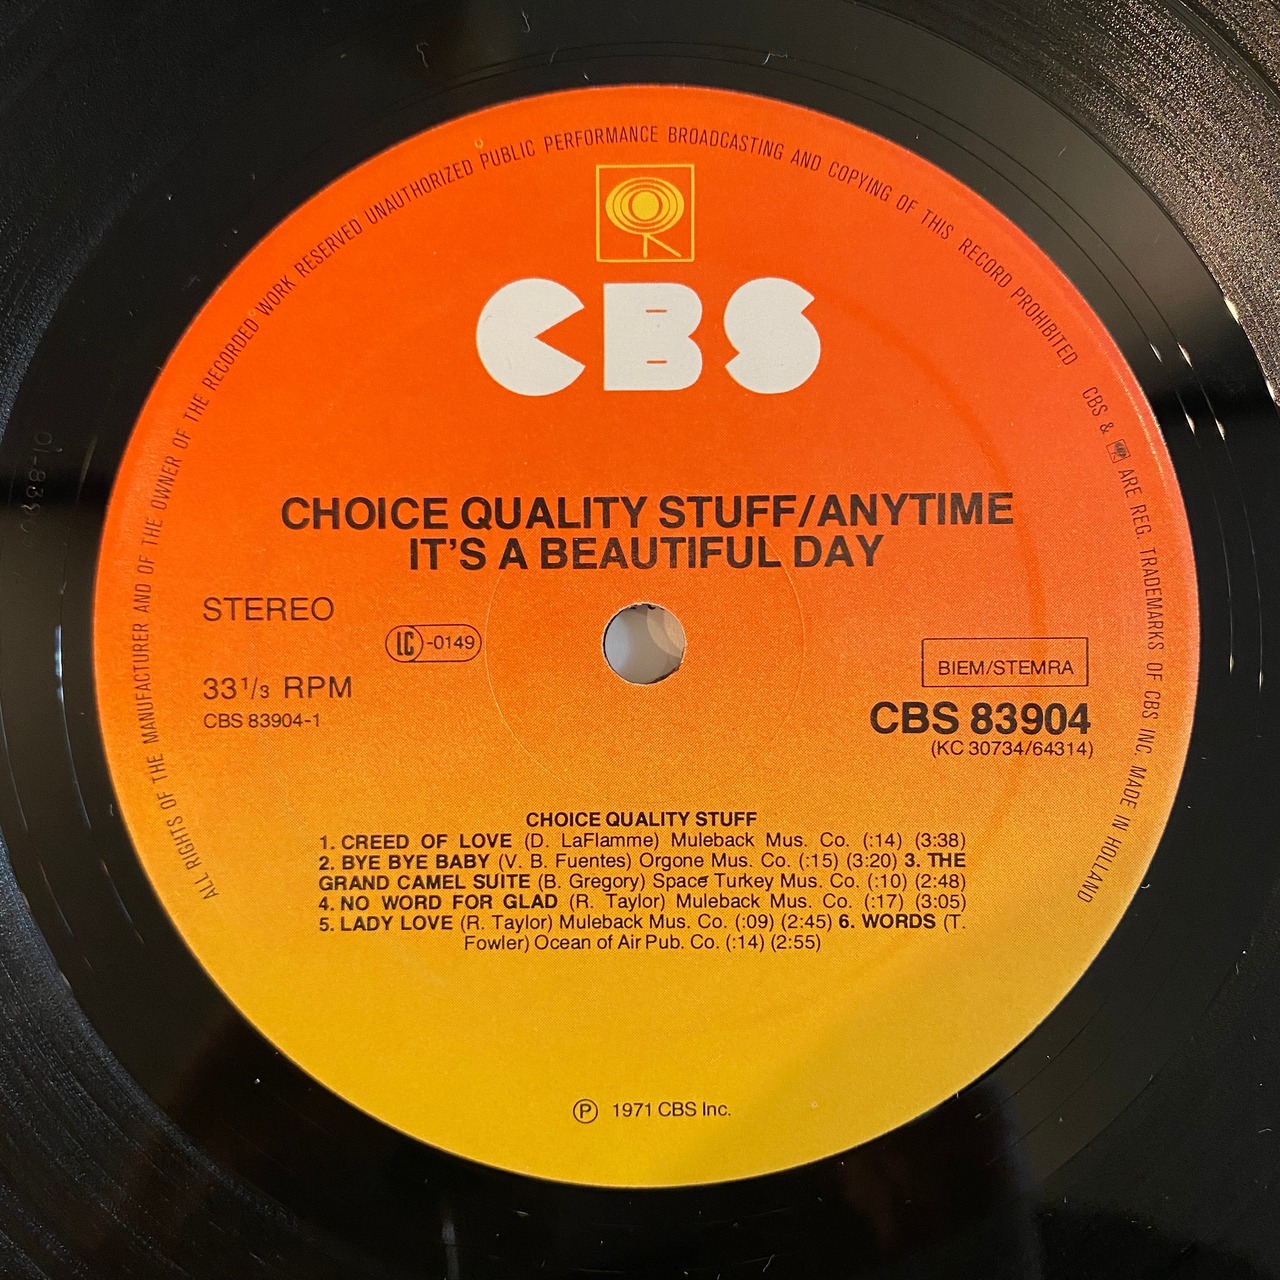 ALL RIGHTS OF THE MANUFACTURER AND OF THE OWNER OF THE RECORDED WORK RESERVED UNAUTHORIZED PUBLIC PERFORMANCE BROADCASTING AND COPYING OF THIS RECORD PROHIBITED
CBS & ARE REG. TRADEMARKS OF CBS INC. MADE IN HOLLAND
CBS
CHOICE QUALITY STUFF/ANYTIME
IT'S A BEAUTIFUL DAY
STEREO
LC-0149
BIEM/STEMRA
33 1/3 RPM
CBS 83904-1
CBS 83904
(KC 30734/64314)
CHOICE QUALITY STUFF
1. CREED OF LOVE (D. LaFlamme) Muleback Mus. Co. (:14) (3:38)
2. BYE BYE BABY (V. B. Fuentes) Orgone Mus. Co. (:15) (3:20) 3. THE
GRAND CAMEL SUITE (B. Gregory) Space Turkey Mus. Co. (:10) (2:48)
4. NO WORD FOR GLAD (R. Taylor) Muleback Mus. Co. (:17) (3:05)
5. LADY LOVE (R. Taylor) Muleback Mus. Co. (:09) (2:45) 6. WORDS (T.
Fowler) Ocean of Air Pub. Co. (:14) (2:55)
℗ 1971 CBS Inc.